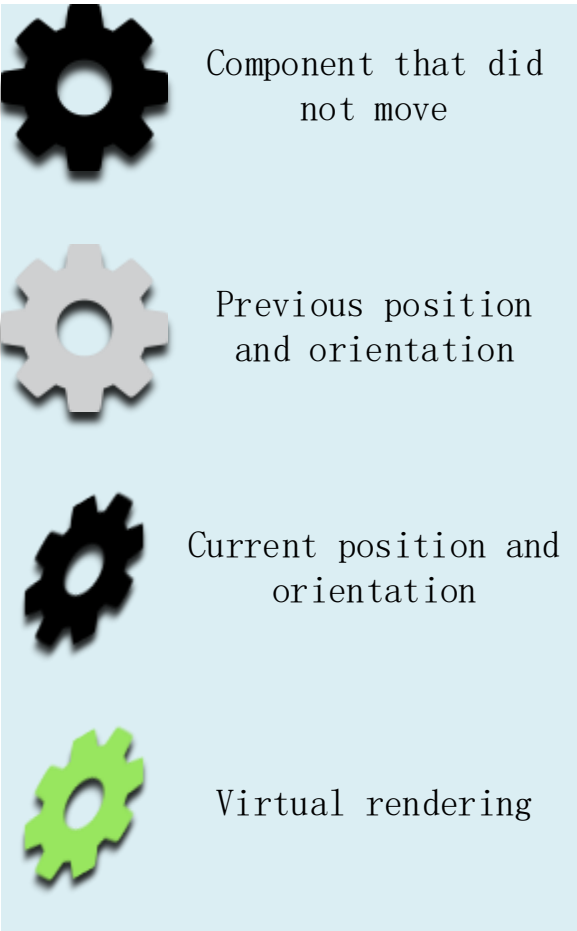 Component that did
not move
Previous position
and orientation
Current position and
orientation
Virtual rendering